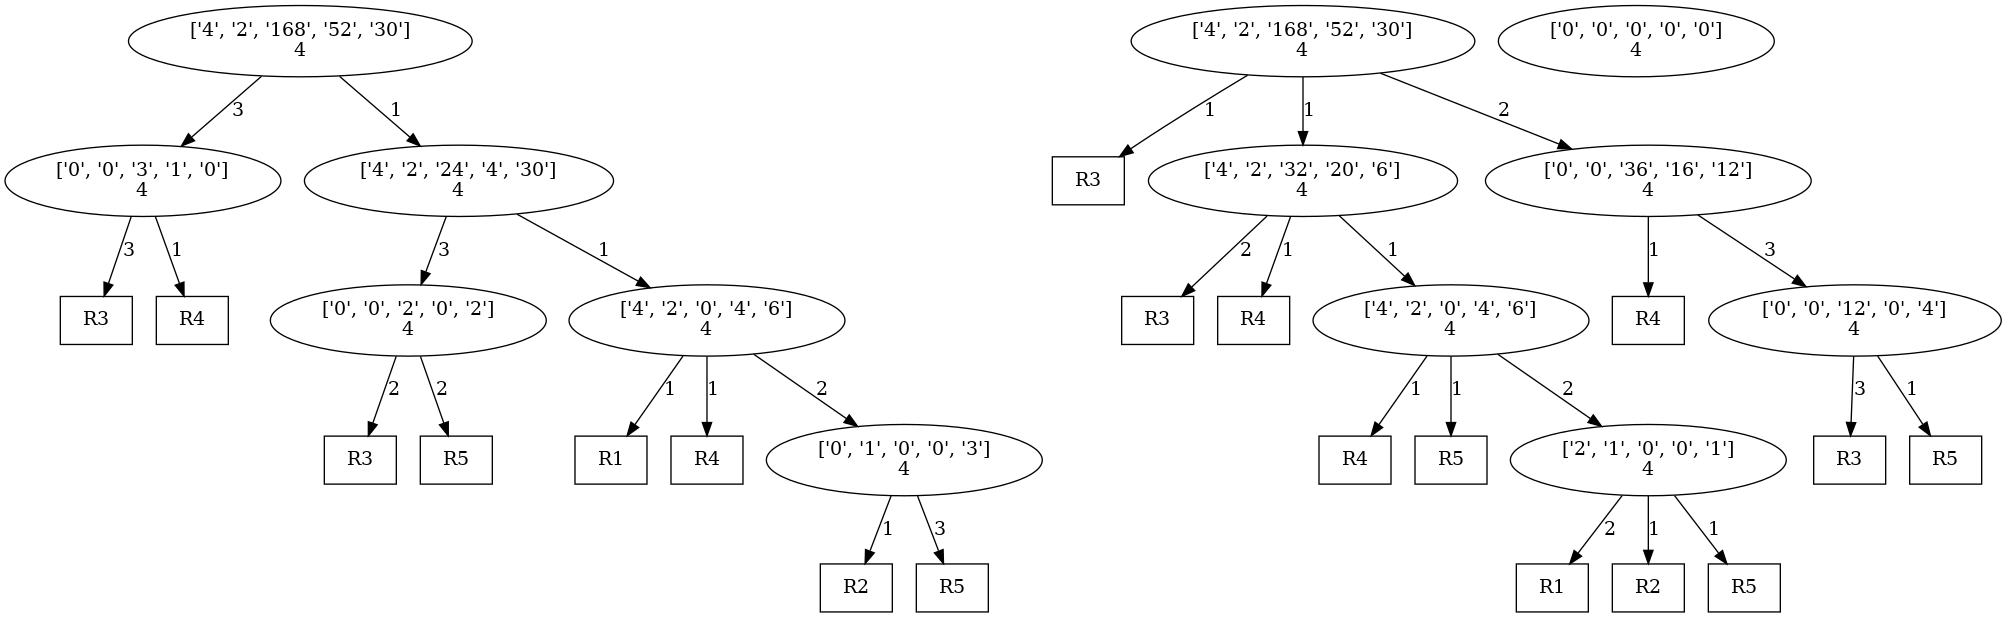 ['4', '2', '168', '52', '30']
4
['4', '2', '168', '52', '30']
4
['0', '0', '0', '0', '0']
4
3
1
1
1
2
['0', '0', '3', '1', '0']
4
['4', '2', '24', '4', '30']
4
R3
['4', '2', '32', '20', '6']
4
['0', '0', '36', '16', '12']
4
3
1
3
1
2
1
1
1
3
R3
R4
['0', '0', '2', '0', '2']
4
['4', '2', '0', '4', '6']
4
R3
R4
['4', '2', '0', '4', '6']
4
R4
['0', '0', '12', '0', '4']
4
2
2
1
1
2
1
1
2
3
1
R3
R5
R1
R4
['0', '1', '0', '0', '3']
4
R4
R5
['2', '1', '0', '0', '1']
4
R3
R5
1
3
2
1
1
R2
R5
R1
R2
R5